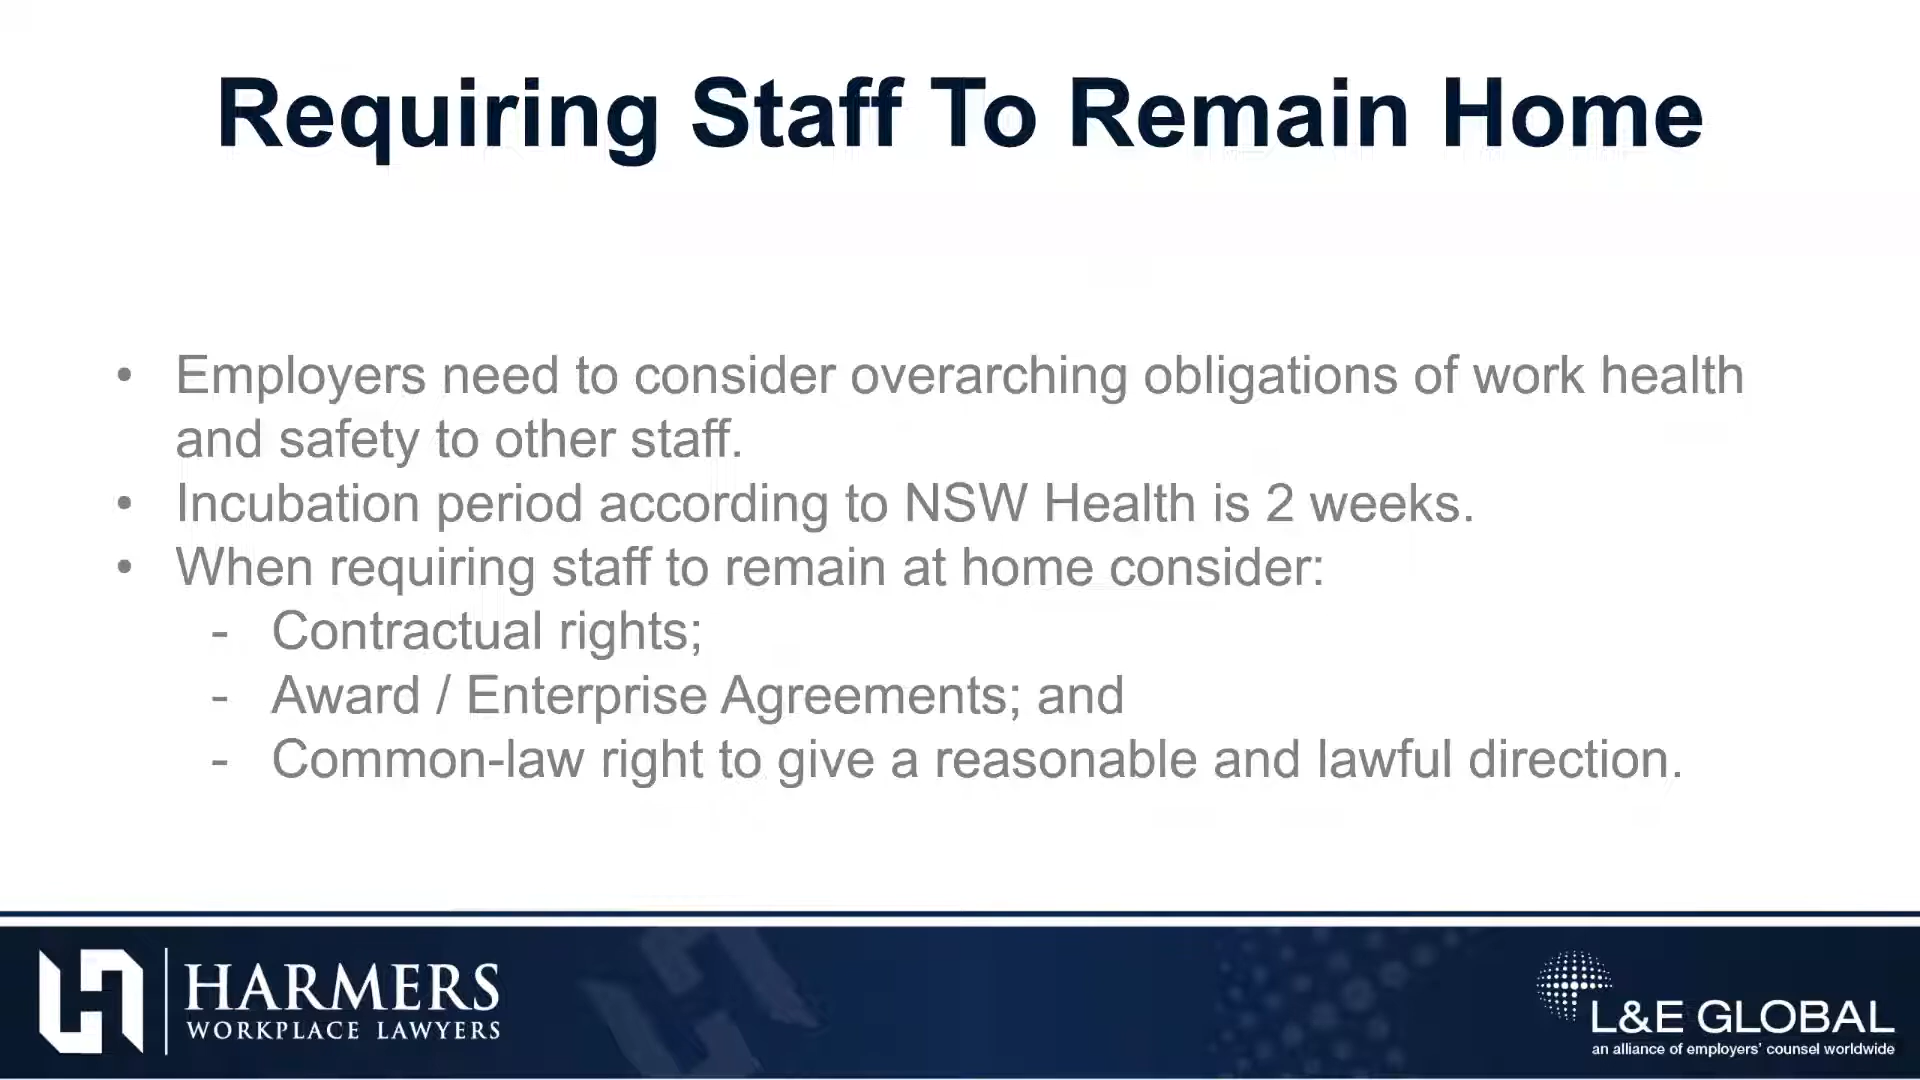 Requiring Staff To Remain Home
• Employers need to consider overarching obligations of work health
and safety to other staff.
• Incubation period according to NSW Health is 2 weeks.
• When requiring staff to remain at home consider:
- Contractual rights;
- Award / Enterprise Agreements; and
- Common-law right to give a reasonable and lawful direction.
HARMERS
WORKPLACE LAWYERS
L&E GLOBAL
an alliance of employers' counsel worldwide